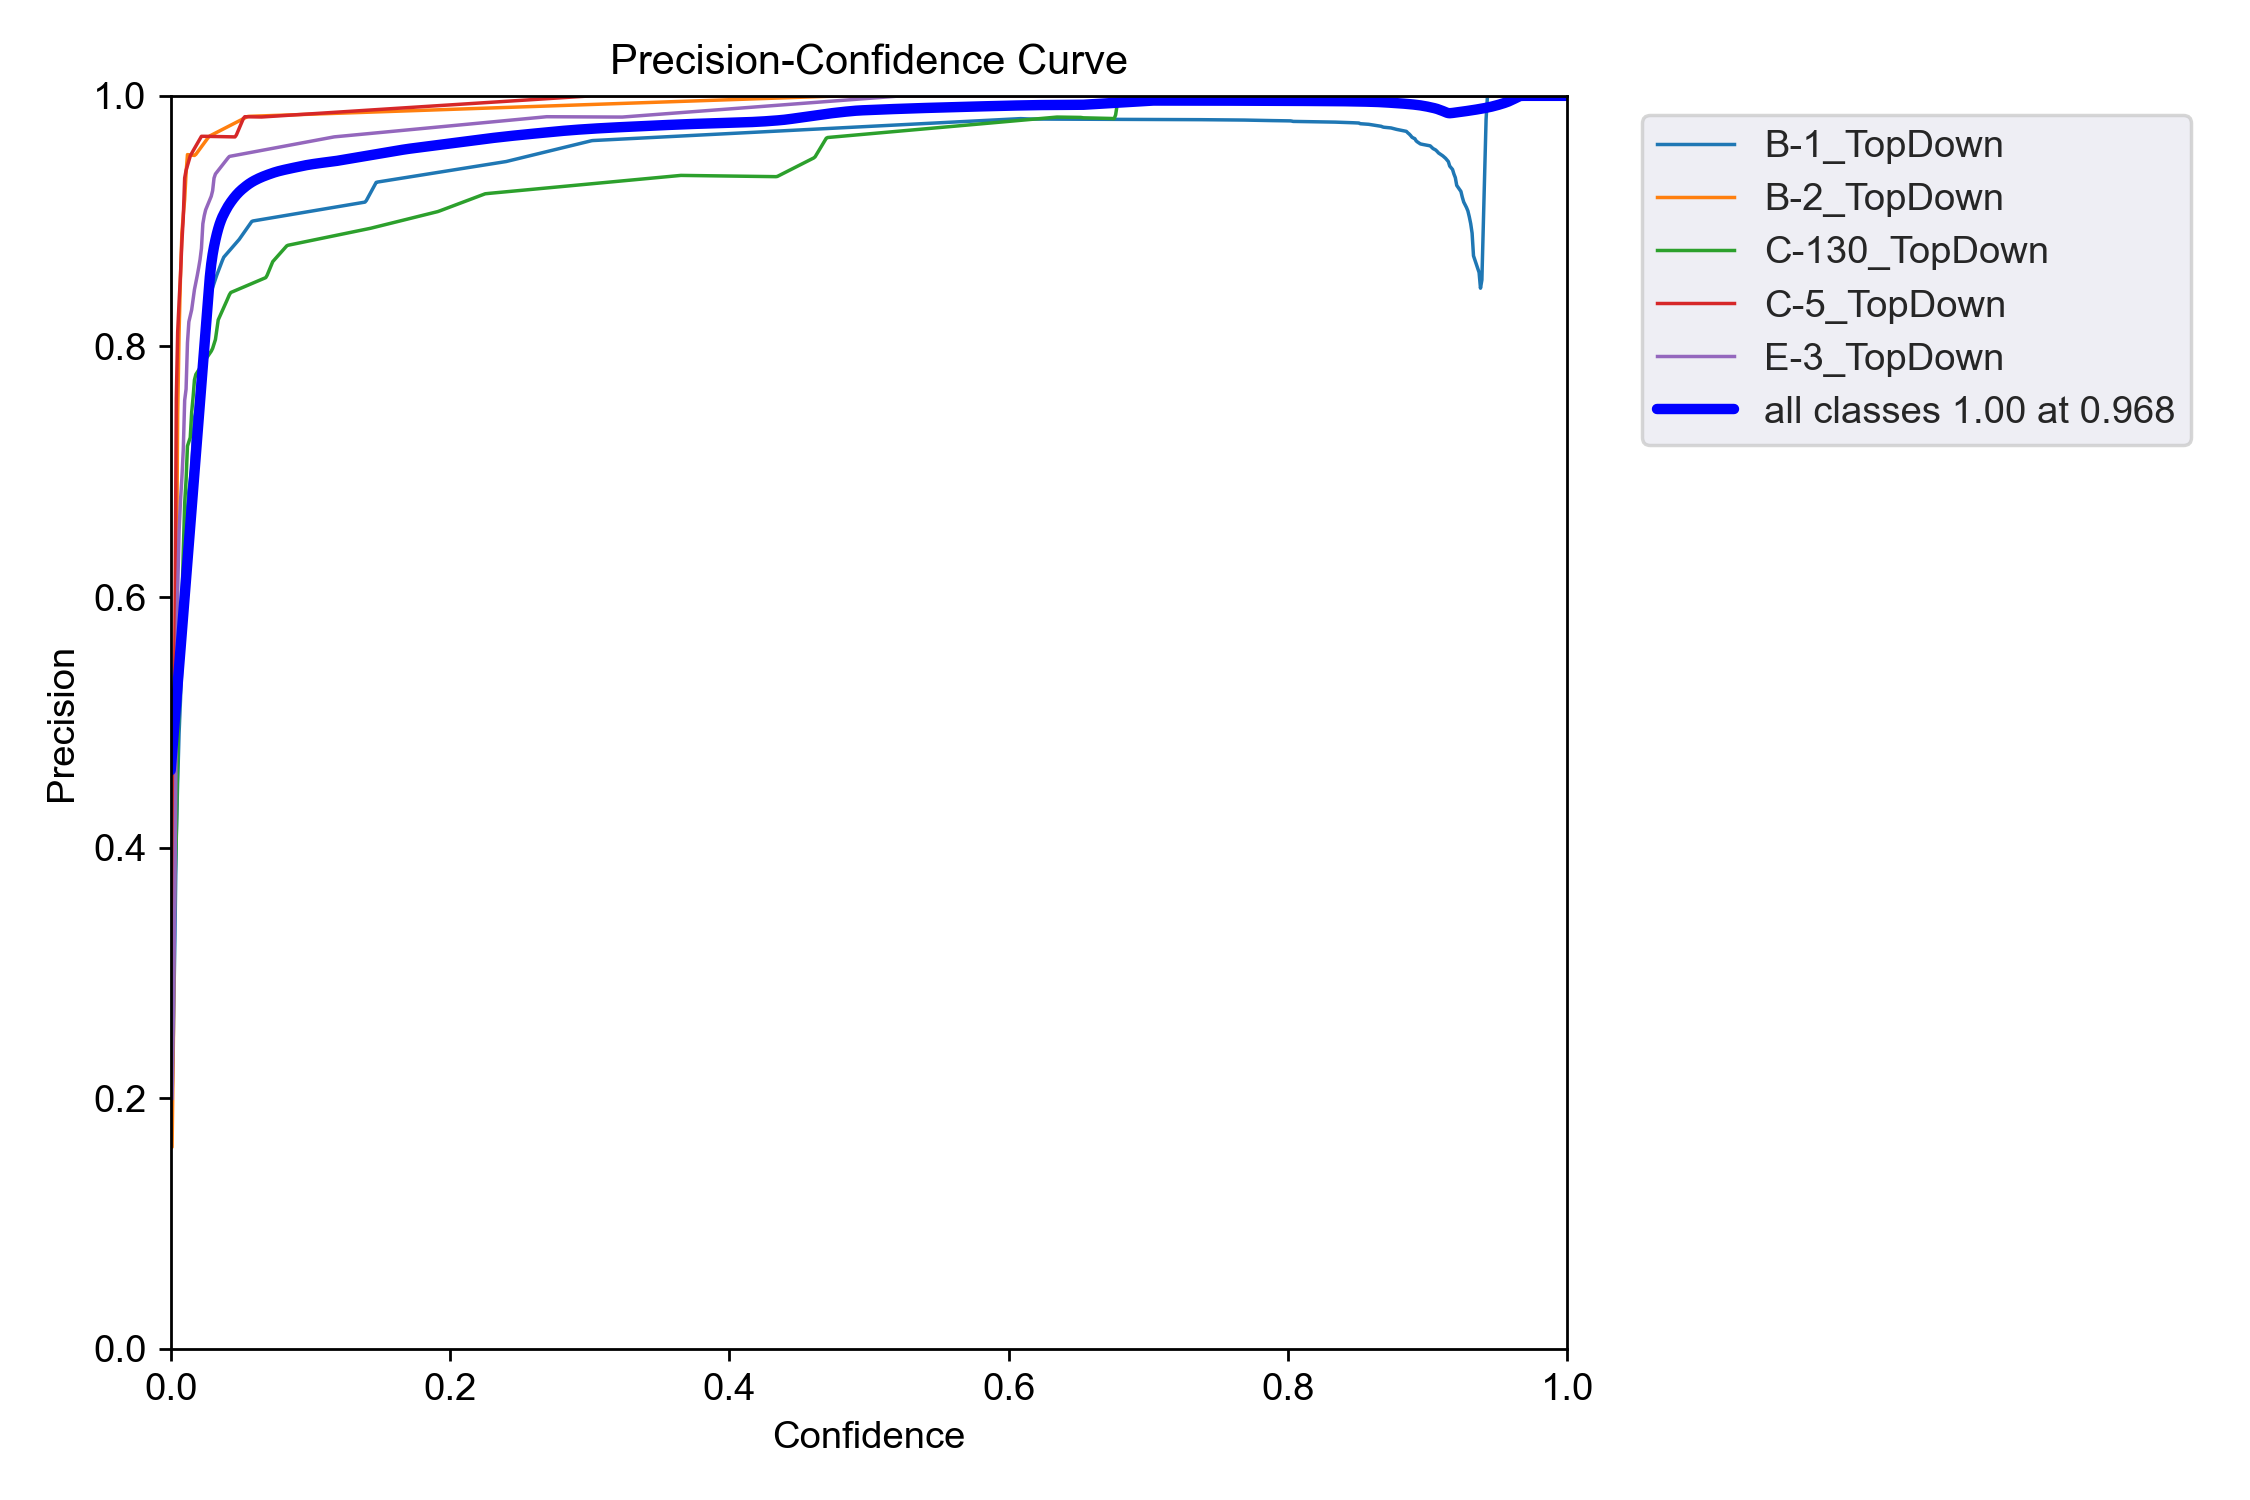 Precision-Confidence Curve
1.0
0.8
0.6
0.4
0.2
0.0
Precision
0.0 0.2 0.4 0.6 0.8 1.0
Confidence
B-1_TopDown
B-2_TopDown
C-130_TopDown
C-5_TopDown
E-3_TopDown
all classes 1.00 at 0.968